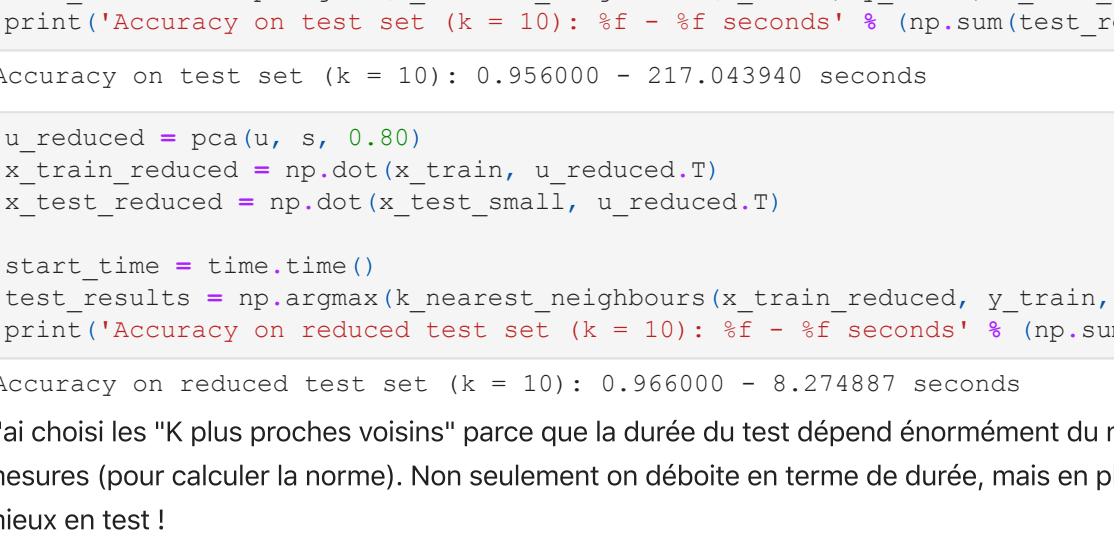 print('Accuracy on test set (k = 10): %f - %f seconds' % (np.sum(test_r
Accuracy on test set (k = 10): 0.956000 - 217.043940 seconds
u_reduced = pca(u, s, 0.80)
x_train_reduced = np.dot(x_train, u_reduced.T)
x_test_reduced = np.dot(x_test_small, u_reduced.T)
start_time = time.time()
test_results = np.argmax(k_nearest_neighbours(x_train_reduced, y_train,
print('Accuracy on reduced test set (k = 10): %f - %f seconds' % (np.su
Accuracy on reduced test set (k = 10): 0.966000 - 8.274887 seconds
'ai choisi les "K plus proches voisins" parce que la durée du test dépend énormément du
mesures (pour calculer la norme). Non seulement on déboite en terme de durée, mais en p
mieux en test !